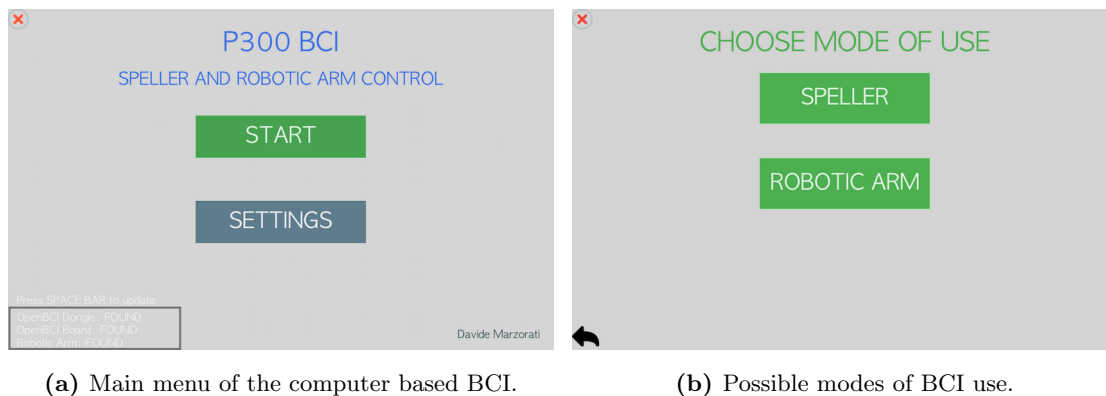 P300 BCI
SPELLER AND ROBOTIC ARM CONTROL
START
SETTINGS
Press SPACE BAR to update
OpenBCI Dongle: FOUND
OpenBCI Board: FOUND
Robotic Arm: FOUND
Davide Marzorati
(a) Main menu of the computer based BCI.
CHOOSE MODE OF USE
SPELLER
ROBOTIC ARM
(b) Possible modes of BCI use.